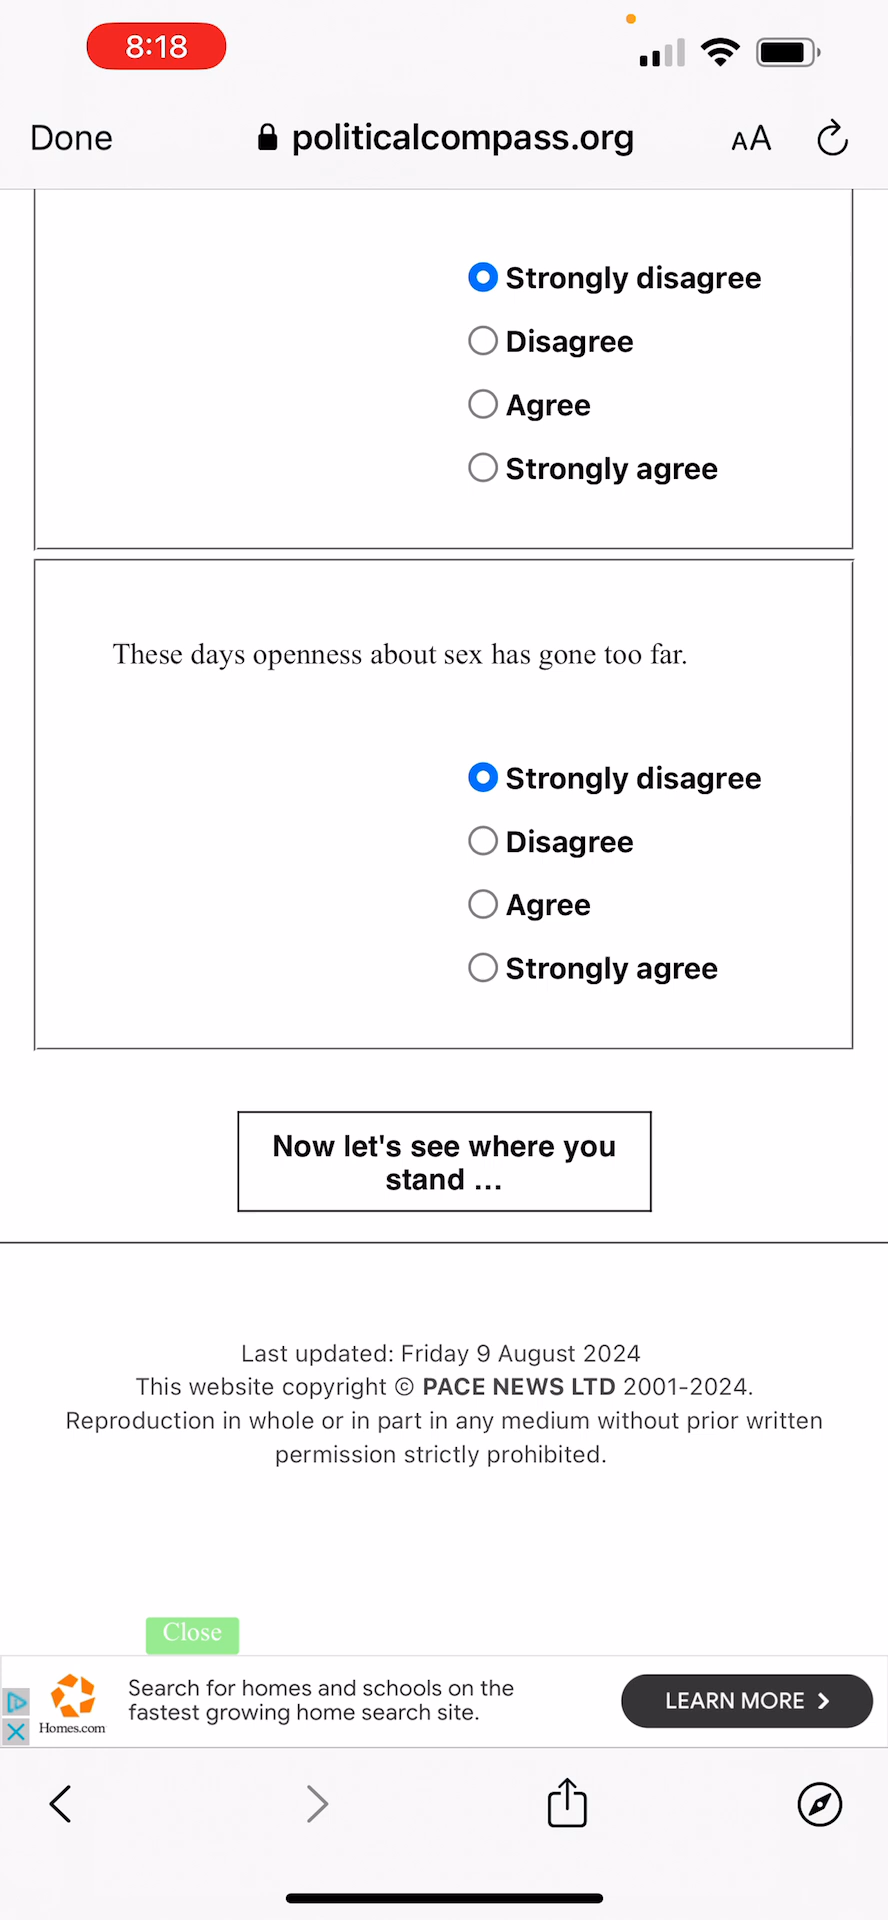 8:18
Done
politicalcompass.org
AA
Strongly disagree
Disagree
Agree
Strongly agree
These days openness about sex has gone too far.
Strongly disagree
Disagree
Agree
Strongly agree
Now let's see where you
stand ...
Last updated: Friday 9 August 2024
This website copyright © PACE NEWS LTD 2001-2024.
Reproduction in whole or in part in any medium without prior written
permission strictly prohibited.
Close
Search for homes and schools on the
fastest growing home search site.
Homes.com
LEARN MORE